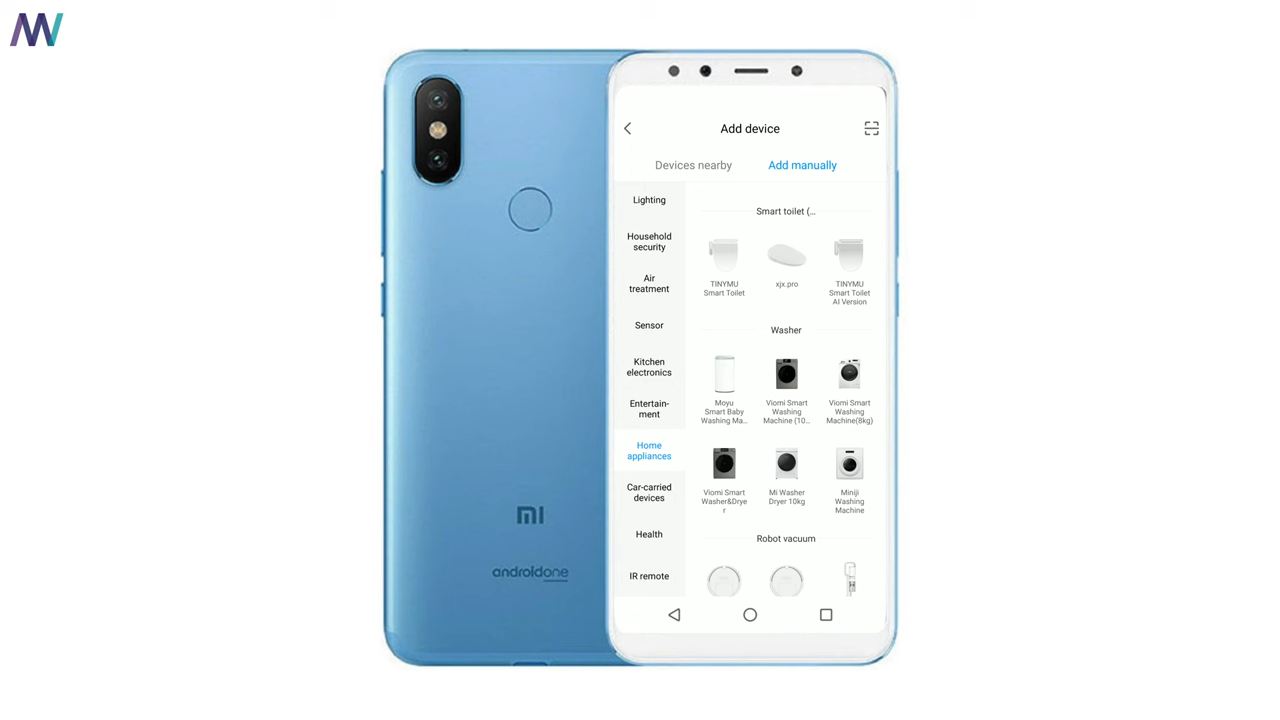 Add device
Devices nearby
Add manually
Lighting
Household
security
Air
treatment
Sensor
Kitchen
electronics
Entertain-
ment
Home
appliances
Car-carried
devices
Health
IR remote
Smart toilet (…
TINYMU
Smart Toilet
xjx.pro
TINYMU
Smart Toilet
AI Version
Washer
Moyu
Smart Baby
Washing Ma…
Viomi Smart
Washing
Machine (10…
Viomi Smart
Washing
Machine(8kg)
Viomi Smart
Washer&Drye
r
Mi Washer
Dryer 10kg
Miniji
Washing
Machine
Robot vacuum
mi
androidone